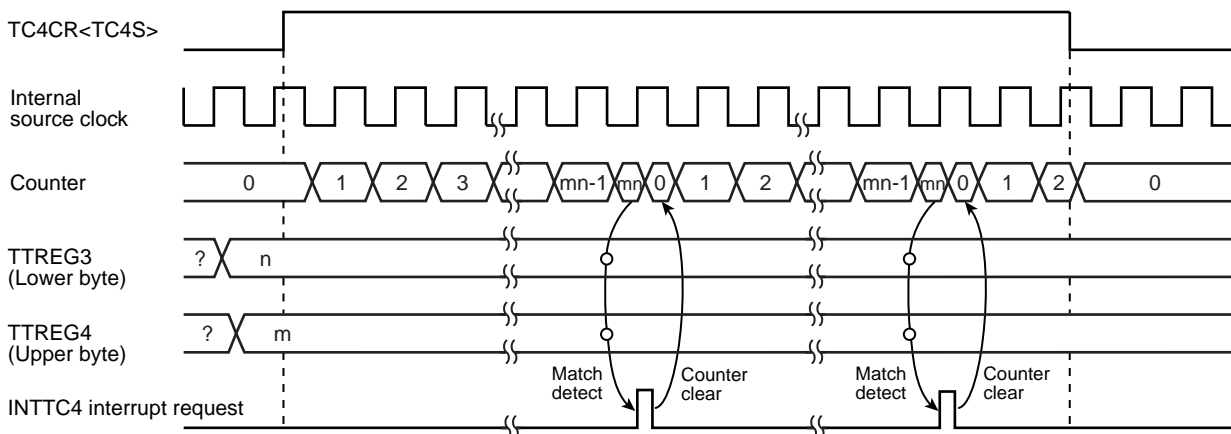 TC4CR<TC4S>
Internal
source clock
Counter
0 1 2 3 mn-1 mn 0 1 2 mn-1 mn 0 1 2 0
TTREG3
(Lower byte)
? n
TTREG4
(Upper byte)
? m
Match
detect
Counter
clear
Match
detect
Counter
clear
INTTC4 interrupt request